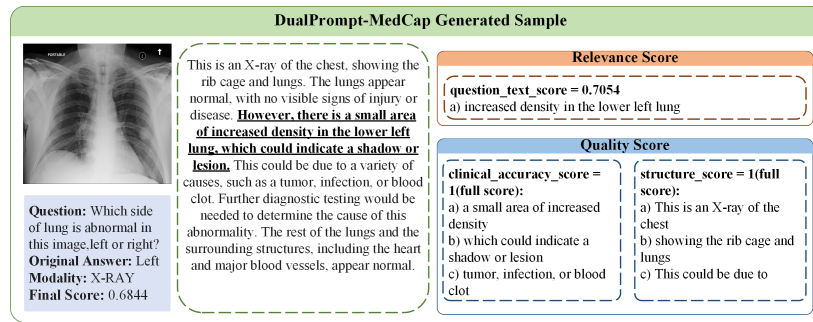 DualPrompt-MedCap Generated Sample
PORTABLE
Question: Which side
of lung is abnormal in
this image,left or right?
Original Answer: Left
Modality: X-RAY
Final Score: 0.6844
This is an X-ray of the chest, showing the
rib cage and lungs. The lungs appear
normal, with no visible signs of injury or
disease. However, there is a small area
of increased density in the lower left
lung, which could indicate a shadow or
lesion. This could be due to a variety of
causes, such as a tumor, infection, or blood
clot. Further diagnostic testing would be
needed to determine the cause of this
abnormality. The rest of the lungs and the
surrounding structures, including the heart
and major blood vessels, appear normal.
Relevance Score
question_text_score = 0.7054
a) increased density in the lower left lung
Quality Score
clinical_accuracy_score =
1(full score):
a) a small area of increased
density
b) which could indicate a
shadow or lesion
c) tumor, infection, or blood
clot
structure_score = 1(full
score):
a) This is an X-ray of the
chest
b) showing the rib cage and
lungs
c) This could be due to